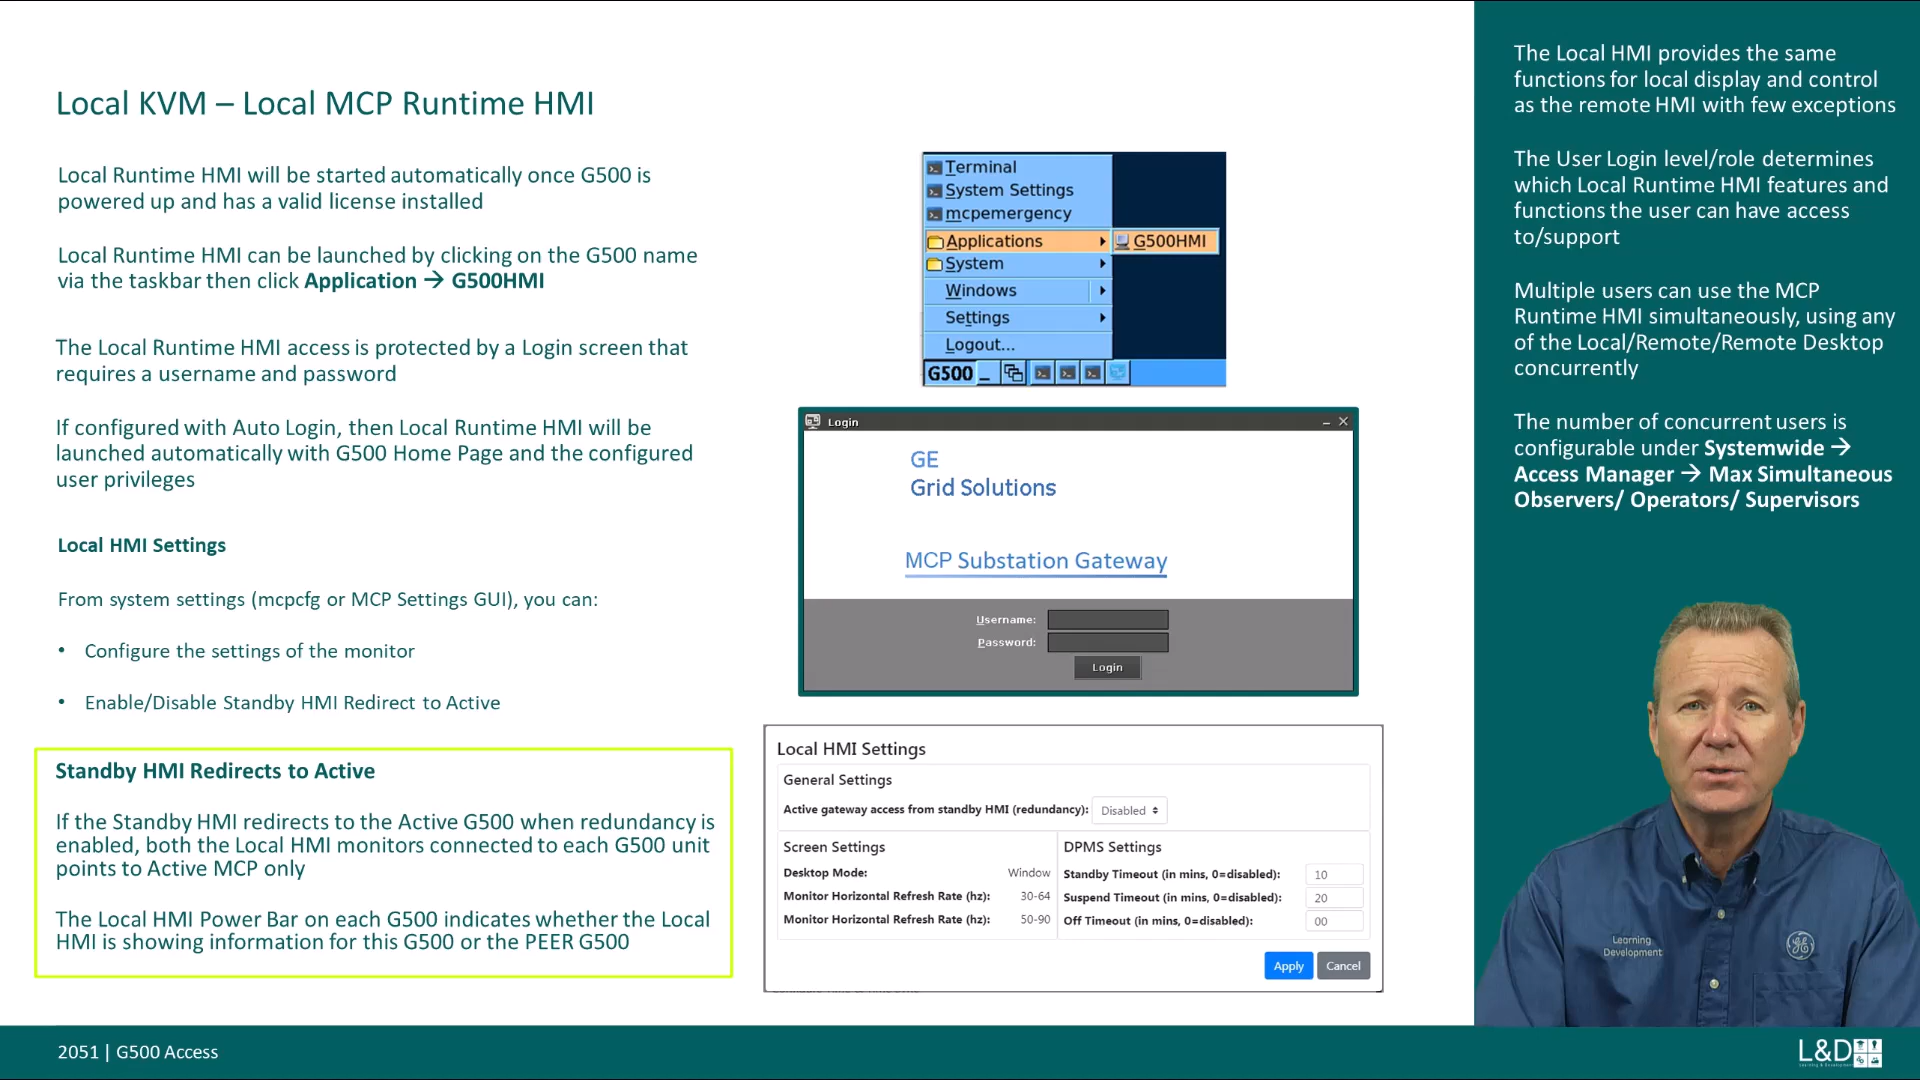 Local KVM – Local MCP Runtime HMI
Local Runtime HMI will be started automatically once G500 is
powered up and has a valid license installed
Local Runtime HMI can be launched by clicking on the G500 name
via the taskbar then click Application → G500HMI
The Local Runtime HMI access is protected by a Login screen that
requires a username and password
If configured with Auto Login, then Local Runtime HMI will be
launched automatically with G500 Home Page and the configured
user privileges
Local HMI Settings
From system settings (mcpcfg or MCP Settings GUI), you can:
• Configure the settings of the monitor
• Enable/Disable Standby HMI Redirect to Active
Standby HMI Redirects to Active
If the Standby HMI redirects to the Active G500 when redundancy is
enabled, both the Local HMI monitors connected to each G500 unit
points to Active MCP only
The Local HMI Power Bar on each G500 indicates whether the Local
HMI is showing information for this G500 or the PEER G500
Terminal
System Settings
mcpemergency
Applications
G500HMI
System
Windows
Settings
Logout...
G500
Login
GE
Grid Solutions
MCP Substation Gateway
Username:
Password:
Login
Local HMI Settings
General Settings
Active gateway access from standby HMI (redundancy): Disabled
Screen Settings
Desktop Mode: Window
Monitor Horizontal Refresh Rate (hz): 30-64
Monitor Horizontal Refresh Rate (hz): 50-90
DPMS Settings
Standby Timeout (in mins, 0=disabled): 10
Suspend Timeout (in mins, 0=disabled): 20
Off Timeout (in mins, 0=disabled): 00
Apply Cancel
The Local HMI provides the same
functions for local display and control
as the remote HMI with few exceptions
The User Login level/role determines
which Local Runtime HMI features and
functions the user can have access
to/support
Multiple users can use the MCP
Runtime HMI simultaneously, using any
of the Local/Remote/Remote Desktop
concurrently
The number of concurrent users is
configurable under Systemwide →
Access Manager → Max Simultaneous
Observers/ Operators/ Supervisors
Learning
Development
2051 | G500 Access
L&D